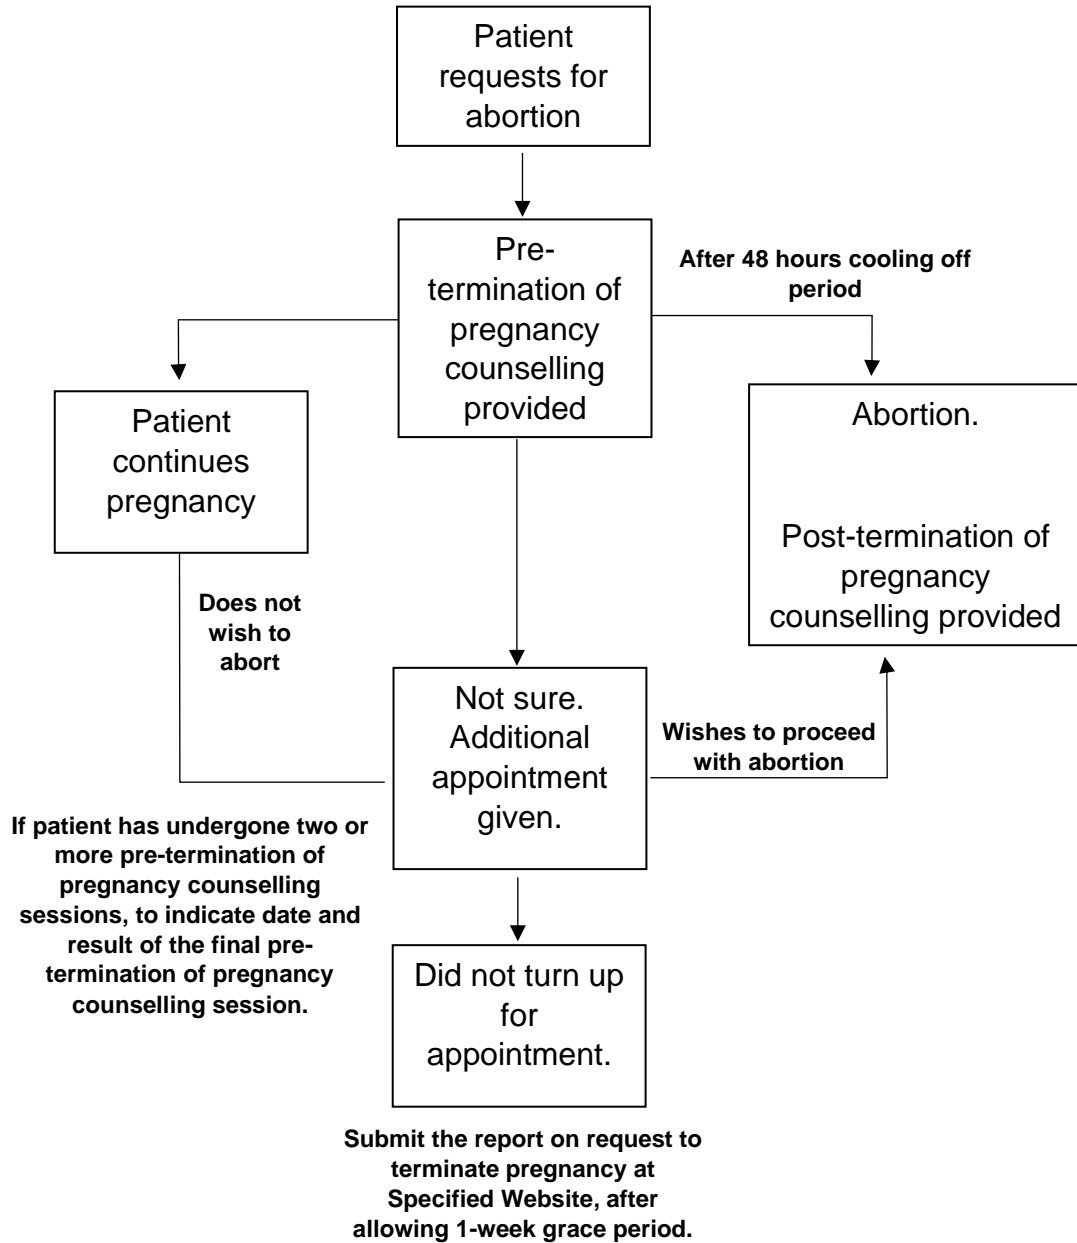 Patient
requests for
abortion
Pre-
termination of
pregnancy
counselling
provided
After 48 hours cooling off
period
Patient
continues
pregnancy
Abortion.
Post-termination of
pregnancy
counselling provided
Does not
wish to
abort
Not sure.
Additional
appointment
given.
Wishes to proceed
with abortion
If patient has undergone two or
more pre-termination of
pregnancy counselling
sessions, to indicate date and
result of the final pre-
termination of pregnancy
counselling session.
Did not turn up
for
appointment.
Submit the report on request to
terminate pregnancy at
Specified Website, after
allowing 1-week grace period.